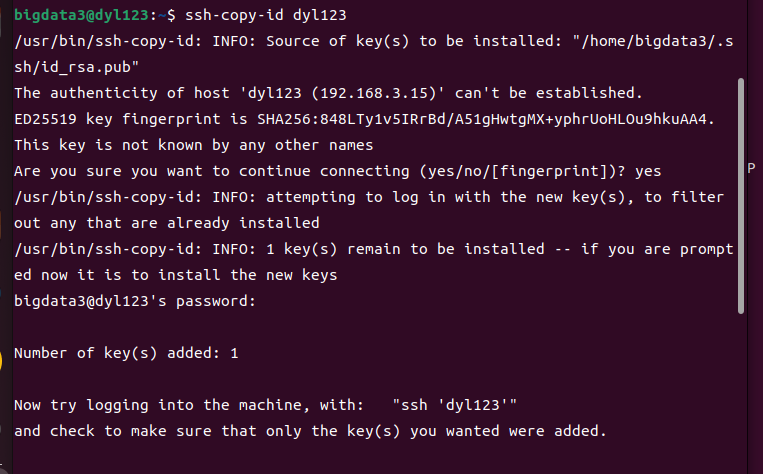 bigdata3@dyl123:~$ ssh-copy-id dyl123
/usr/bin/ssh-copy-id: INFO: Source of key(s) to be installed: "/home/bigdata3/.s
sh/id_rsa.pub"
The authenticity of host 'dyl123 (192.168.3.15)' can't be established.
ED25519 key fingerprint is SHA256:848LTy1v5IRrBd/A51gHwtgMX+yphrUoHLOu9hkuAA4.
This key is not known by any other names
Are you sure you want to continue connecting (yes/no/[fingerprint])? yes
/usr/bin/ssh-copy-id: INFO: attempting to log in with the new key(s), to filter
out any that are already installed
/usr/bin/ssh-copy-id: INFO: 1 key(s) remain to be installed -- if you are prompt
ed now it is to install the new keys
bigdata3@dyl123's password:
Number of key(s) added: 1
Now try logging into the machine, with:   "ssh 'dyl123'"
and check to make sure that only the key(s) you wanted were added.
P